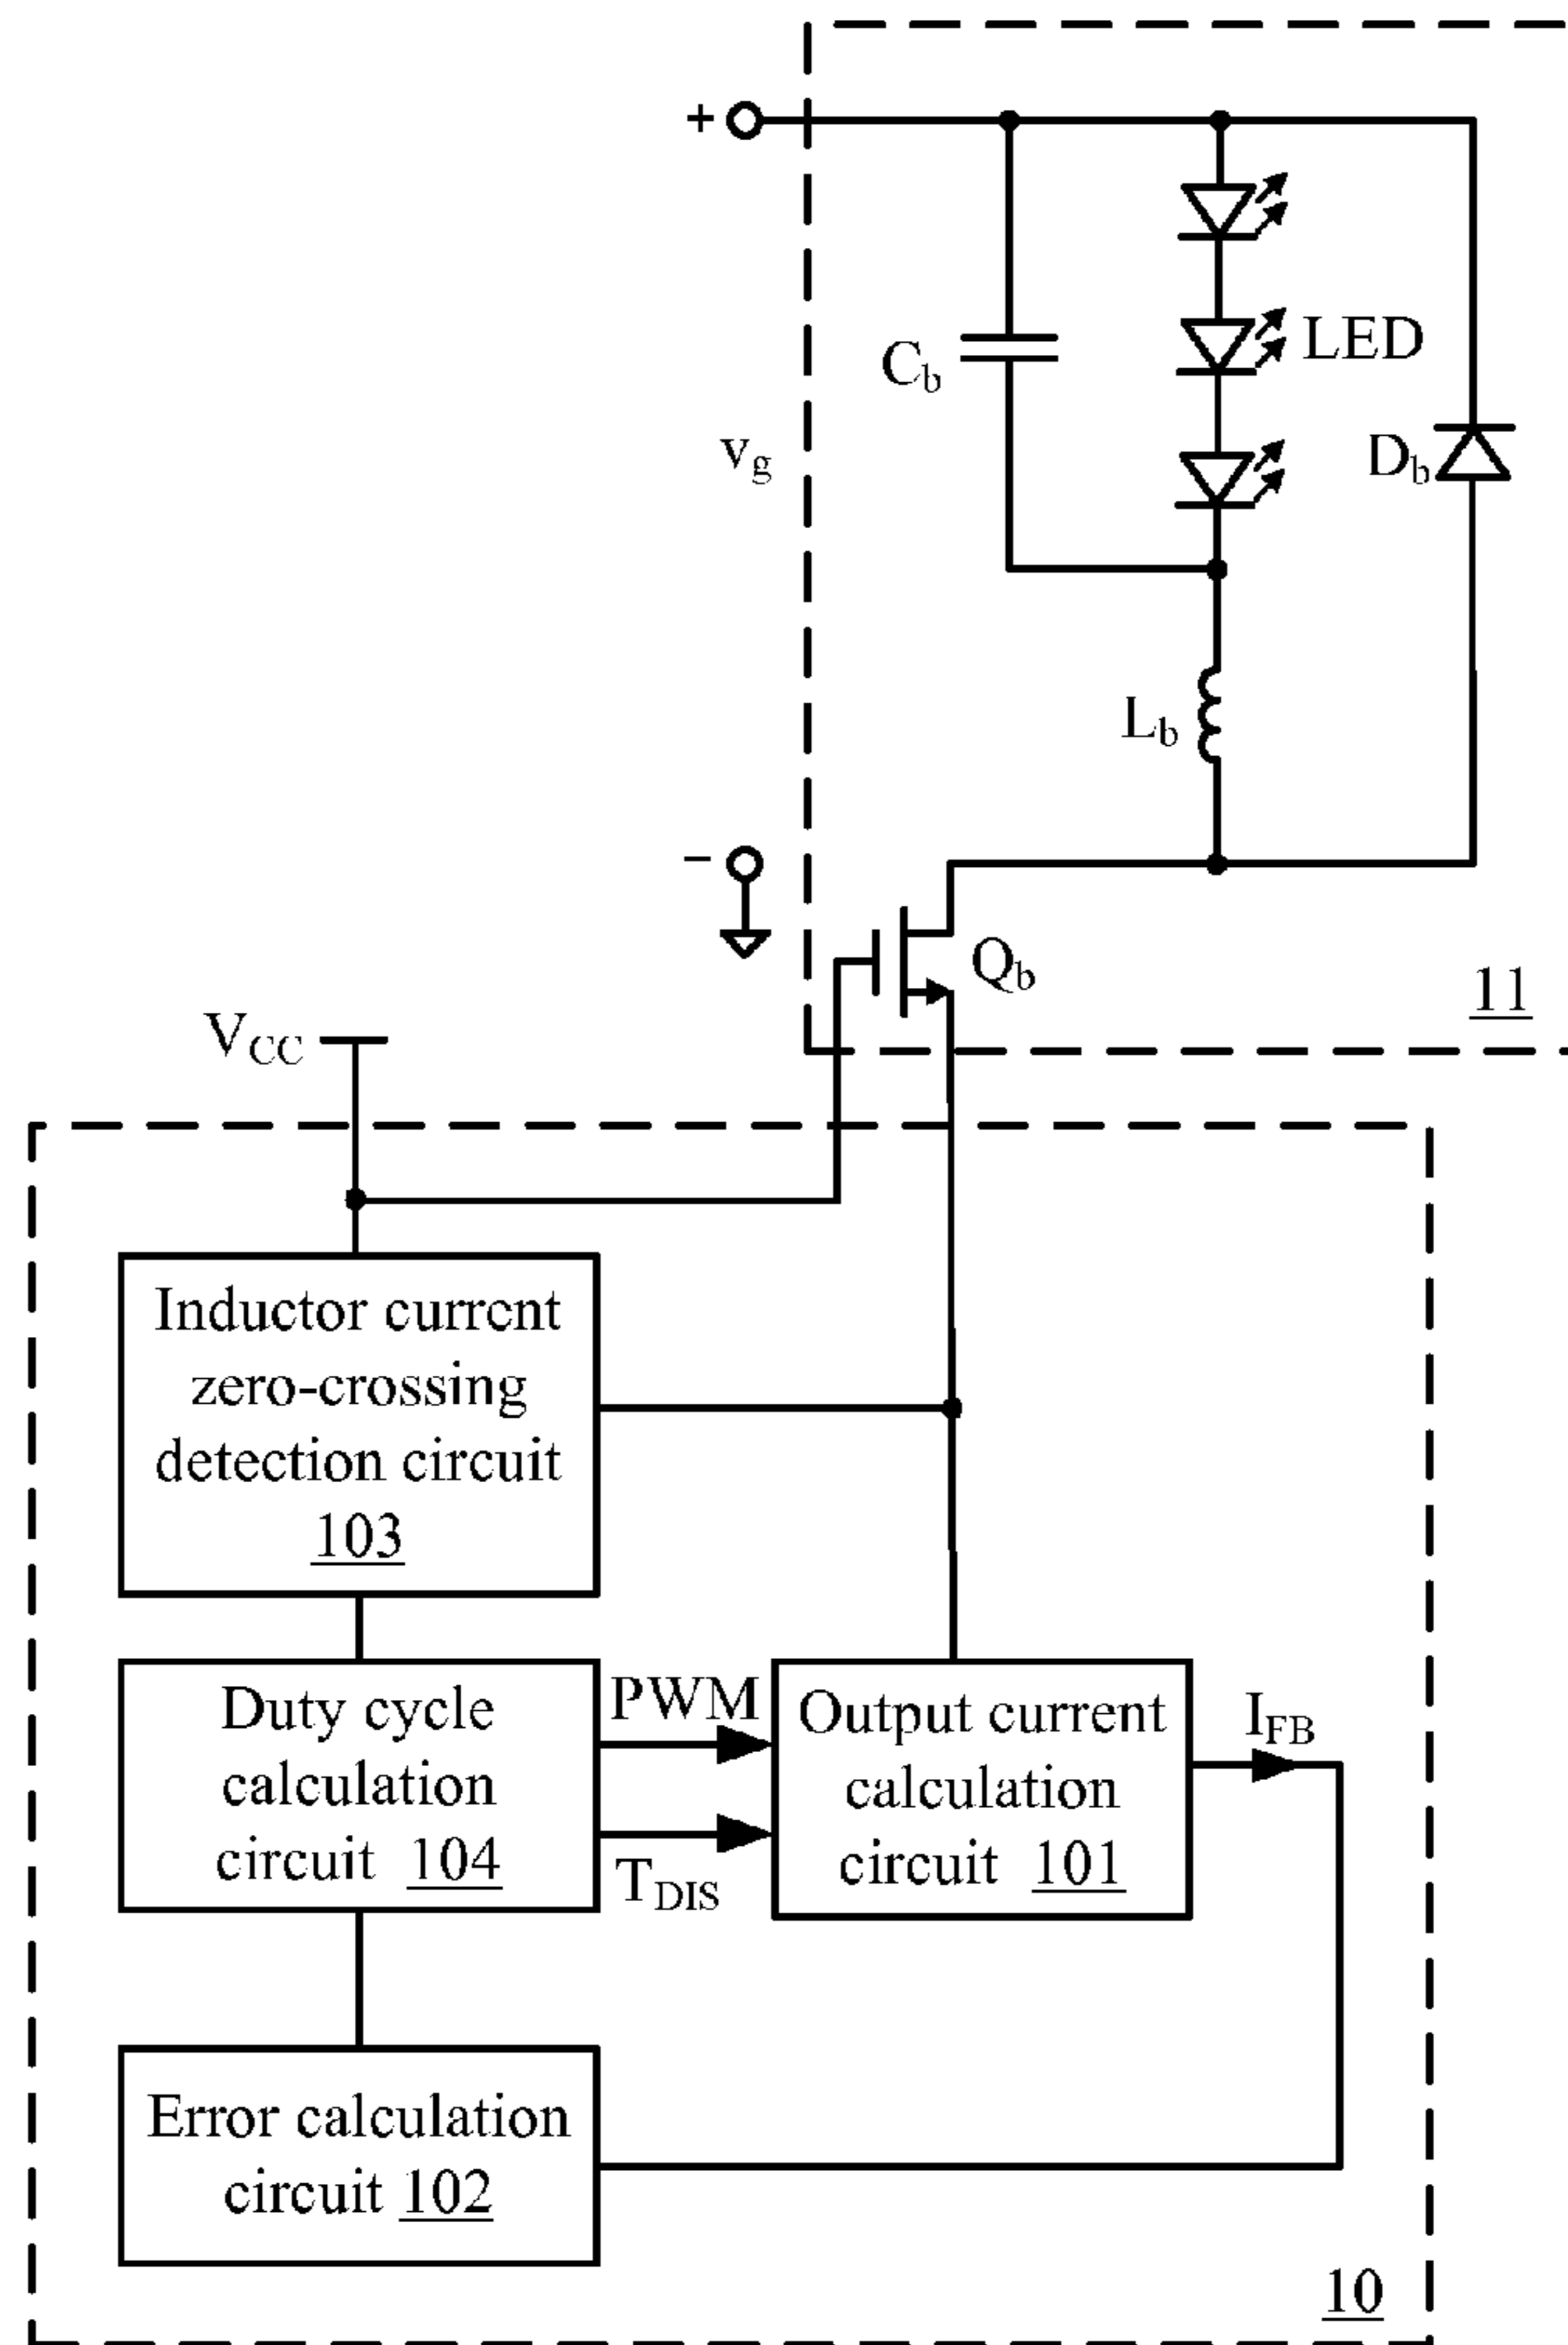 +
LED
Cb
Db
vg
Lb
−
Qb
11
VCC
Inductor current
zero-crossing
detection circuit
103
Duty cycle
calculation
circuit 104
PWM
TDIS
Output current
calculation
circuit 101
IFB
Error calculation
circuit 102
10